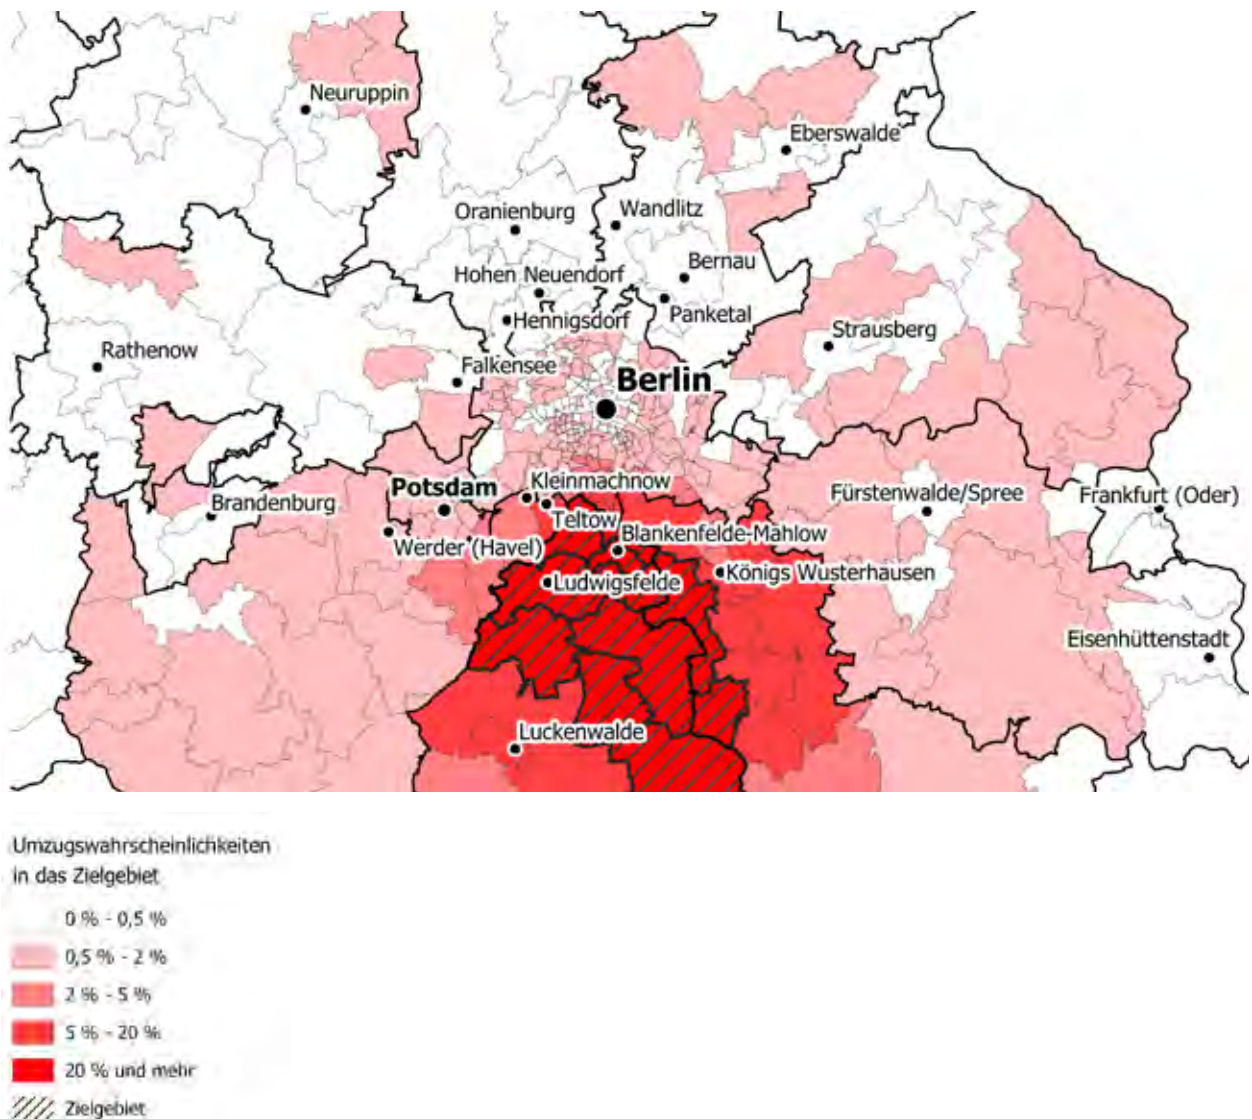 Neuruppin
Eberswalde
Oranienburg
Wandlitz
Hohen Neuendorf
Bernau
Hennigsdorf
Panketal
Strausberg
Rathenow
Falkensee
Berlin
Kleinmachnow
Potsdam
Fürstenwalde/Spree
Frankfurt (Oder)
Brandenburg
Teltow
Blankenfelde-Mahlow
Werder (Havel)
Königs Wusterhausen
Ludwigsfelde
Eisenhüttenstadt
Luckenwalde
Umzugswahrscheinlichkeiten
in das Zielgebiet
0 % - 0,5 %
0,5 % - 2 %
2 % - 5 %
5 % - 20 %
20 % und mehr
Zielgebiet